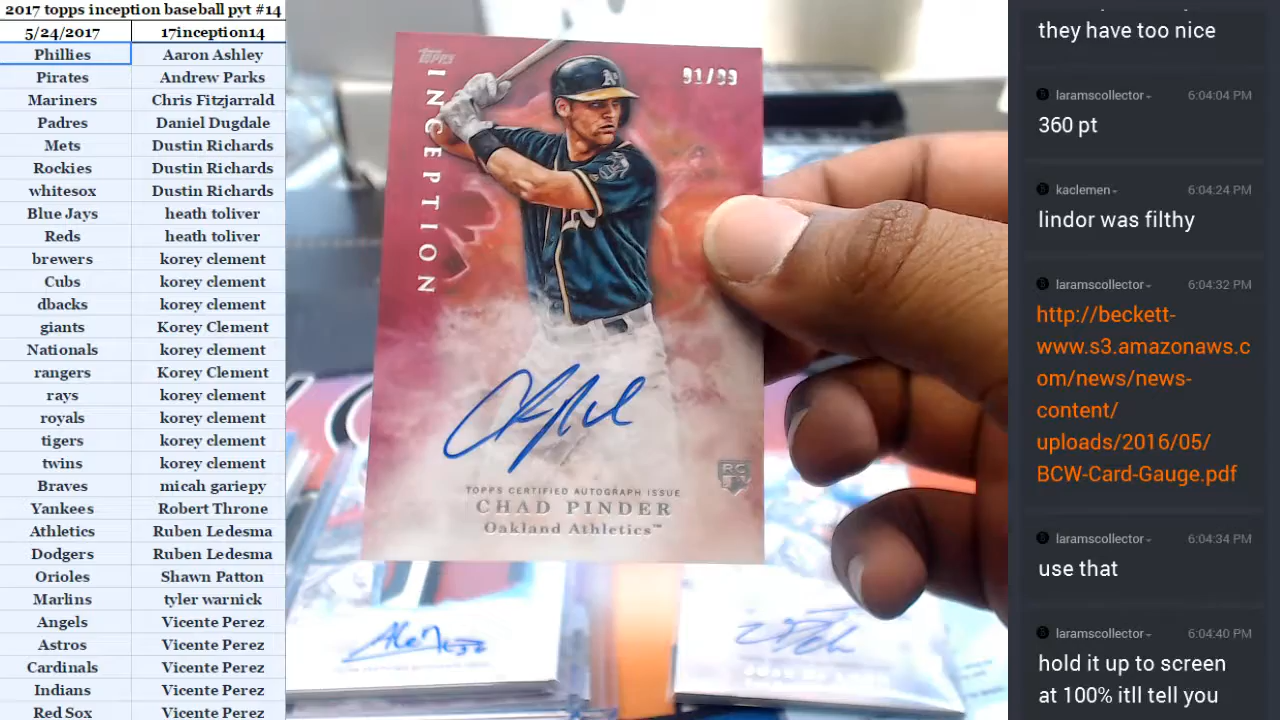 2017 topps inception baseball pyt #14
5/24/2017 17inception14
Phillies Aaron Ashley
Pirates Andrew Parks
Mariners Chris Fitzjarrald
Padres Daniel Dugdale
Mets Dustin Richards
Rockies Dustin Richards
whitesox Dustin Richards
Blue Jays heath toliver
Reds heath toliver
brewers korey clement
Cubs korey clement
dbacks korey clement
giants Korey Clement
Nationals korey clement
rangers Korey Clement
rays korey clement
royals korey clement
tigers korey clement
twins korey clement
Braves micah gariepy
Yankees Robert Throne
Athletics Ruben Ledesma
Dodgers Ruben Ledesma
Orioles Shawn Patton
Marlins tyler warnick
Angels Vicente Perez
Astros Vicente Perez
Cardinals Vicente Perez
Indians Vicente Perez
Red Sox Vicente Perez
TOPPS
INCEPTION
91/99
RC
TOPPS CERTIFIED AUTOGRAPH ISSUE
CHAD PINDER
Oakland Athletics™
they have too nice
laramscollector 6:04:04 PM
360 pt
kaclemen 6:04:24 PM
lindor was filthy
laramscollector 6:04:32 PM
http://beckett-
www.s3.amazonaws.c
om/news/news-
content/
uploads/2016/05/
BCW-Card-Gauge.pdf
laramscollector 6:04:34 PM
use that
laramscollector 6:04:40 PM
hold it up to screen
at 100% itll tell you